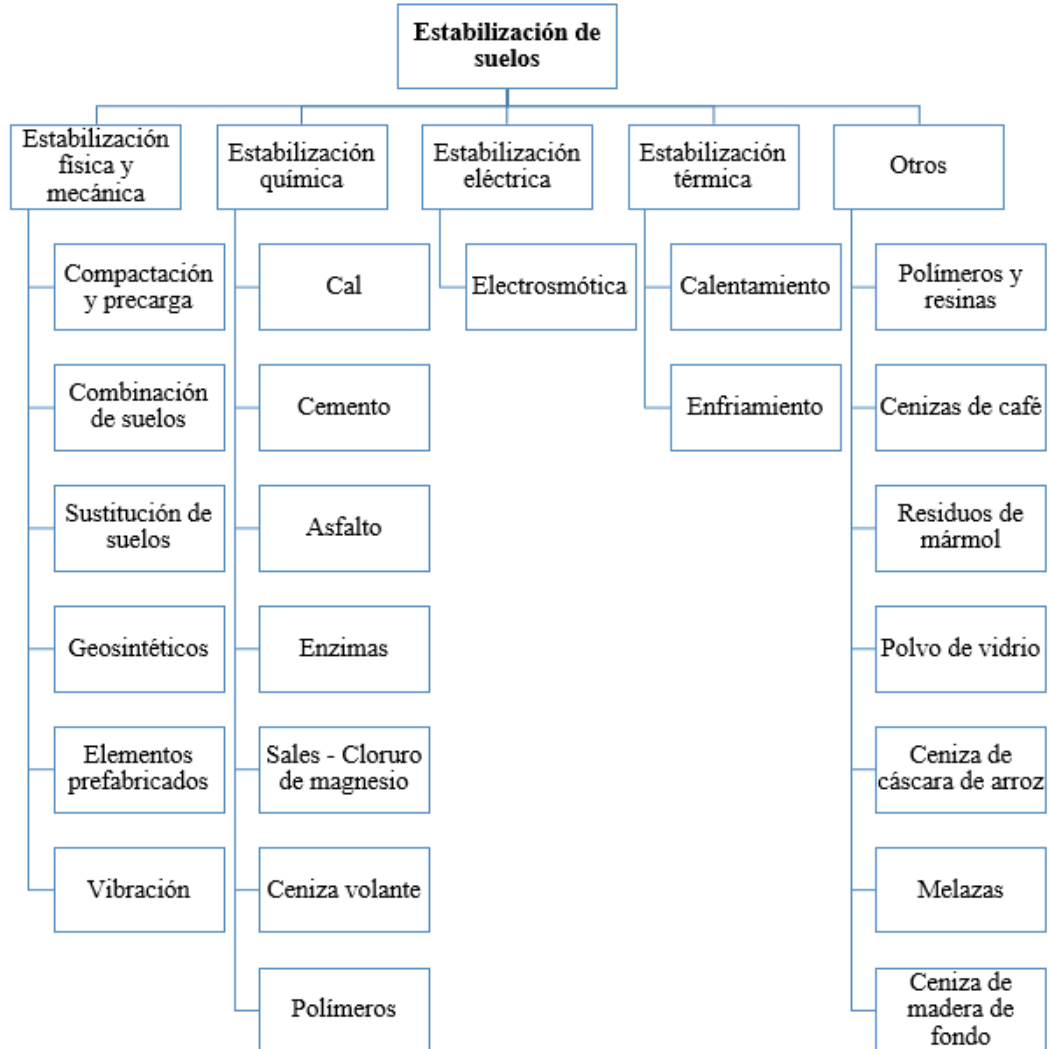 Estabilización de
suelos
Estabilización
física y
mecánica
Estabilización
química
Estabilización
eléctrica
Estabilización
térmica
Otros
Compactación
y precarga
Combinación
de suelos
Sustitución de
suelos
Geosintéticos
Elementos
prefabricados
Vibración
Cal
Cemento
Asfalto
Enzimas
Sales - Cloruro
de magnesio
Ceniza volante
Polímeros
Electrosmótica
Calentamiento
Enfriamiento
Polímeros y
resinas
Cenizas de café
Residuos de
mármol
Polvo de vidrio
Ceniza de
cáscara de arroz
Melazas
Ceniza de
madera de
fondo